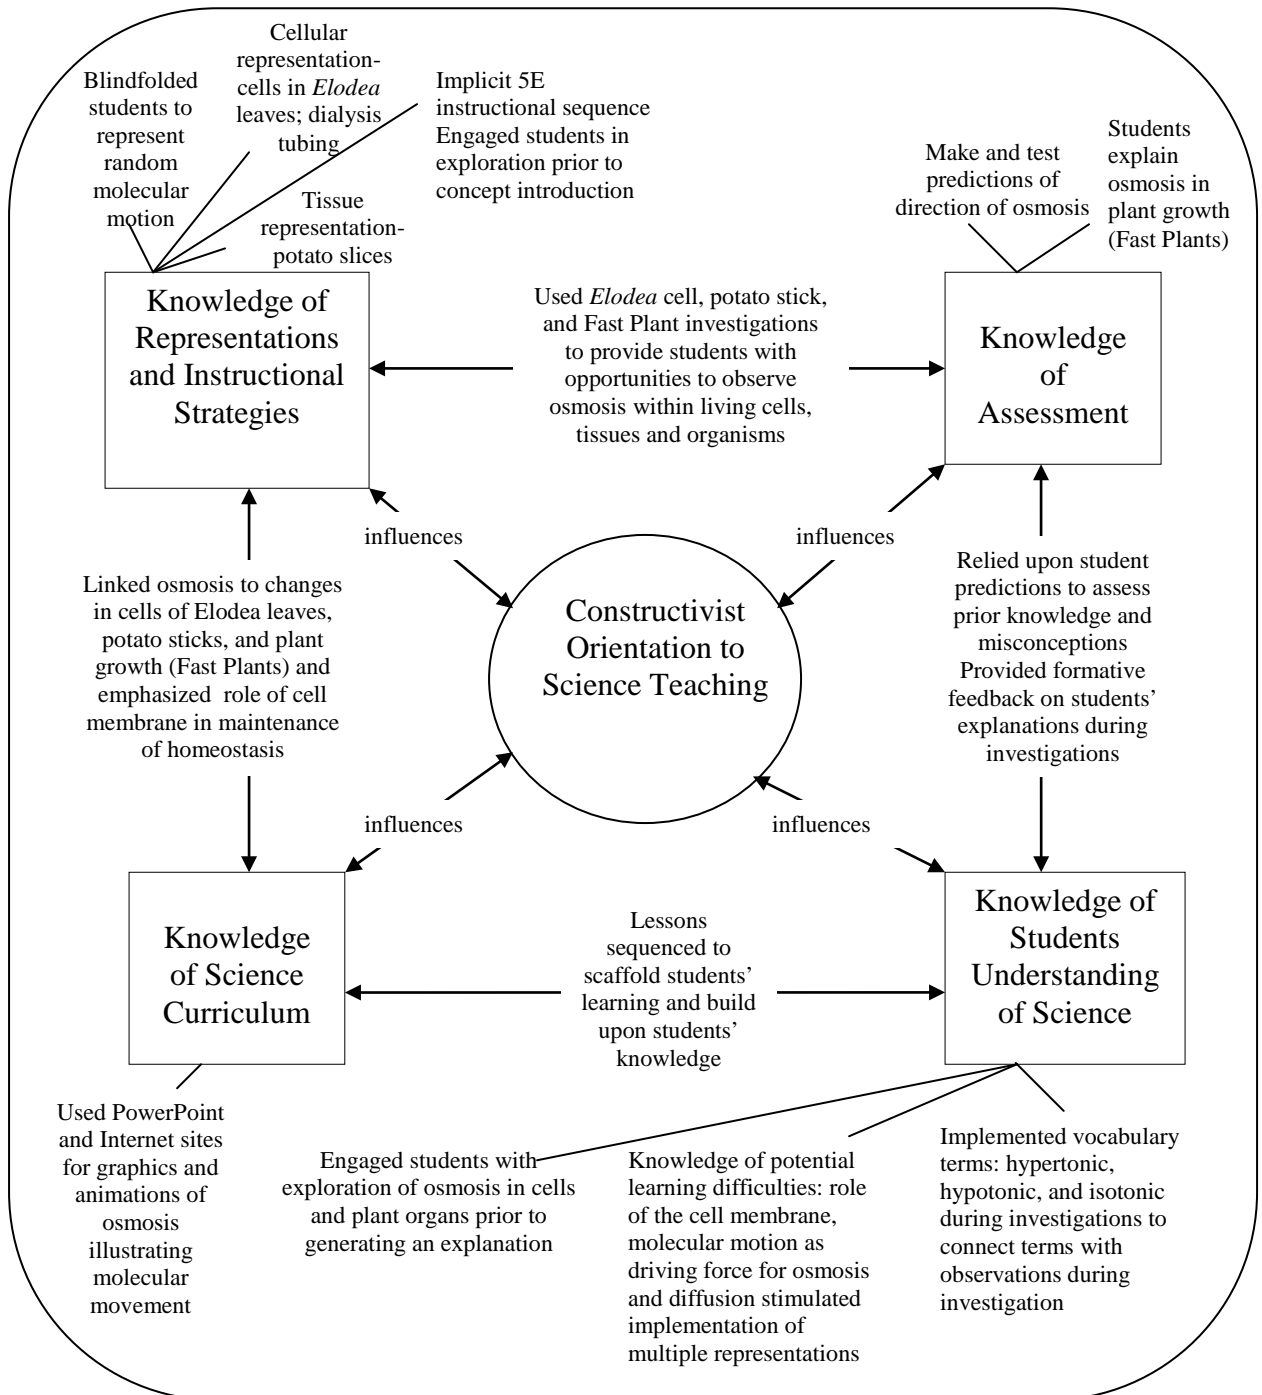 Cellular
representation-
cells in Elodea
leaves; dialysis
tubing
Blindfolded
students to
represent
random
molecular
motion
Implicit 5E
instructional sequence
Engaged students in
exploration prior to
concept introduction
Tissue
representation-
potato slices
Make and test
predictions of
direction of osmosis
Students
explain
osmosis in
plant growth
(Fast Plants)
Knowledge of
Representations
and Instructional
Strategies
Used Elodea cell, potato stick,
and Fast Plant investigations
to provide students with
opportunities to observe
osmosis within living cells,
tissues and organisms
Knowledge
of
Assessment
influences
influences
Linked osmosis to changes
in cells of Elodea leaves,
potato sticks, and plant
growth (Fast Plants) and
emphasized role of cell
membrane in maintenance
of homeostasis
Constructivist
Orientation to
Science Teaching
Relied upon student
predictions to assess
prior knowledge and
misconceptions
Provided formative
feedback on students’
explanations during
investigations
influences
influences
Knowledge
of Science
Curriculum
Lessons
sequenced to
scaffold students’
learning and build
upon students’
knowledge
Knowledge of
Students
Understanding
of Science
Used PowerPoint
and Internet sites
for graphics and
animations of
osmosis
illustrating
molecular
movement
Engaged students with
exploration of osmosis in cells
and plant organs prior to
generating an explanation
Knowledge of potential
learning difficulties: role
of the cell membrane,
molecular motion as
driving force for osmosis
and diffusion stimulated
implementation of
multiple representations
Implemented vocabulary
terms: hypertonic,
hypotonic, and isotonic
during investigations to
connect terms with
observations during
investigation